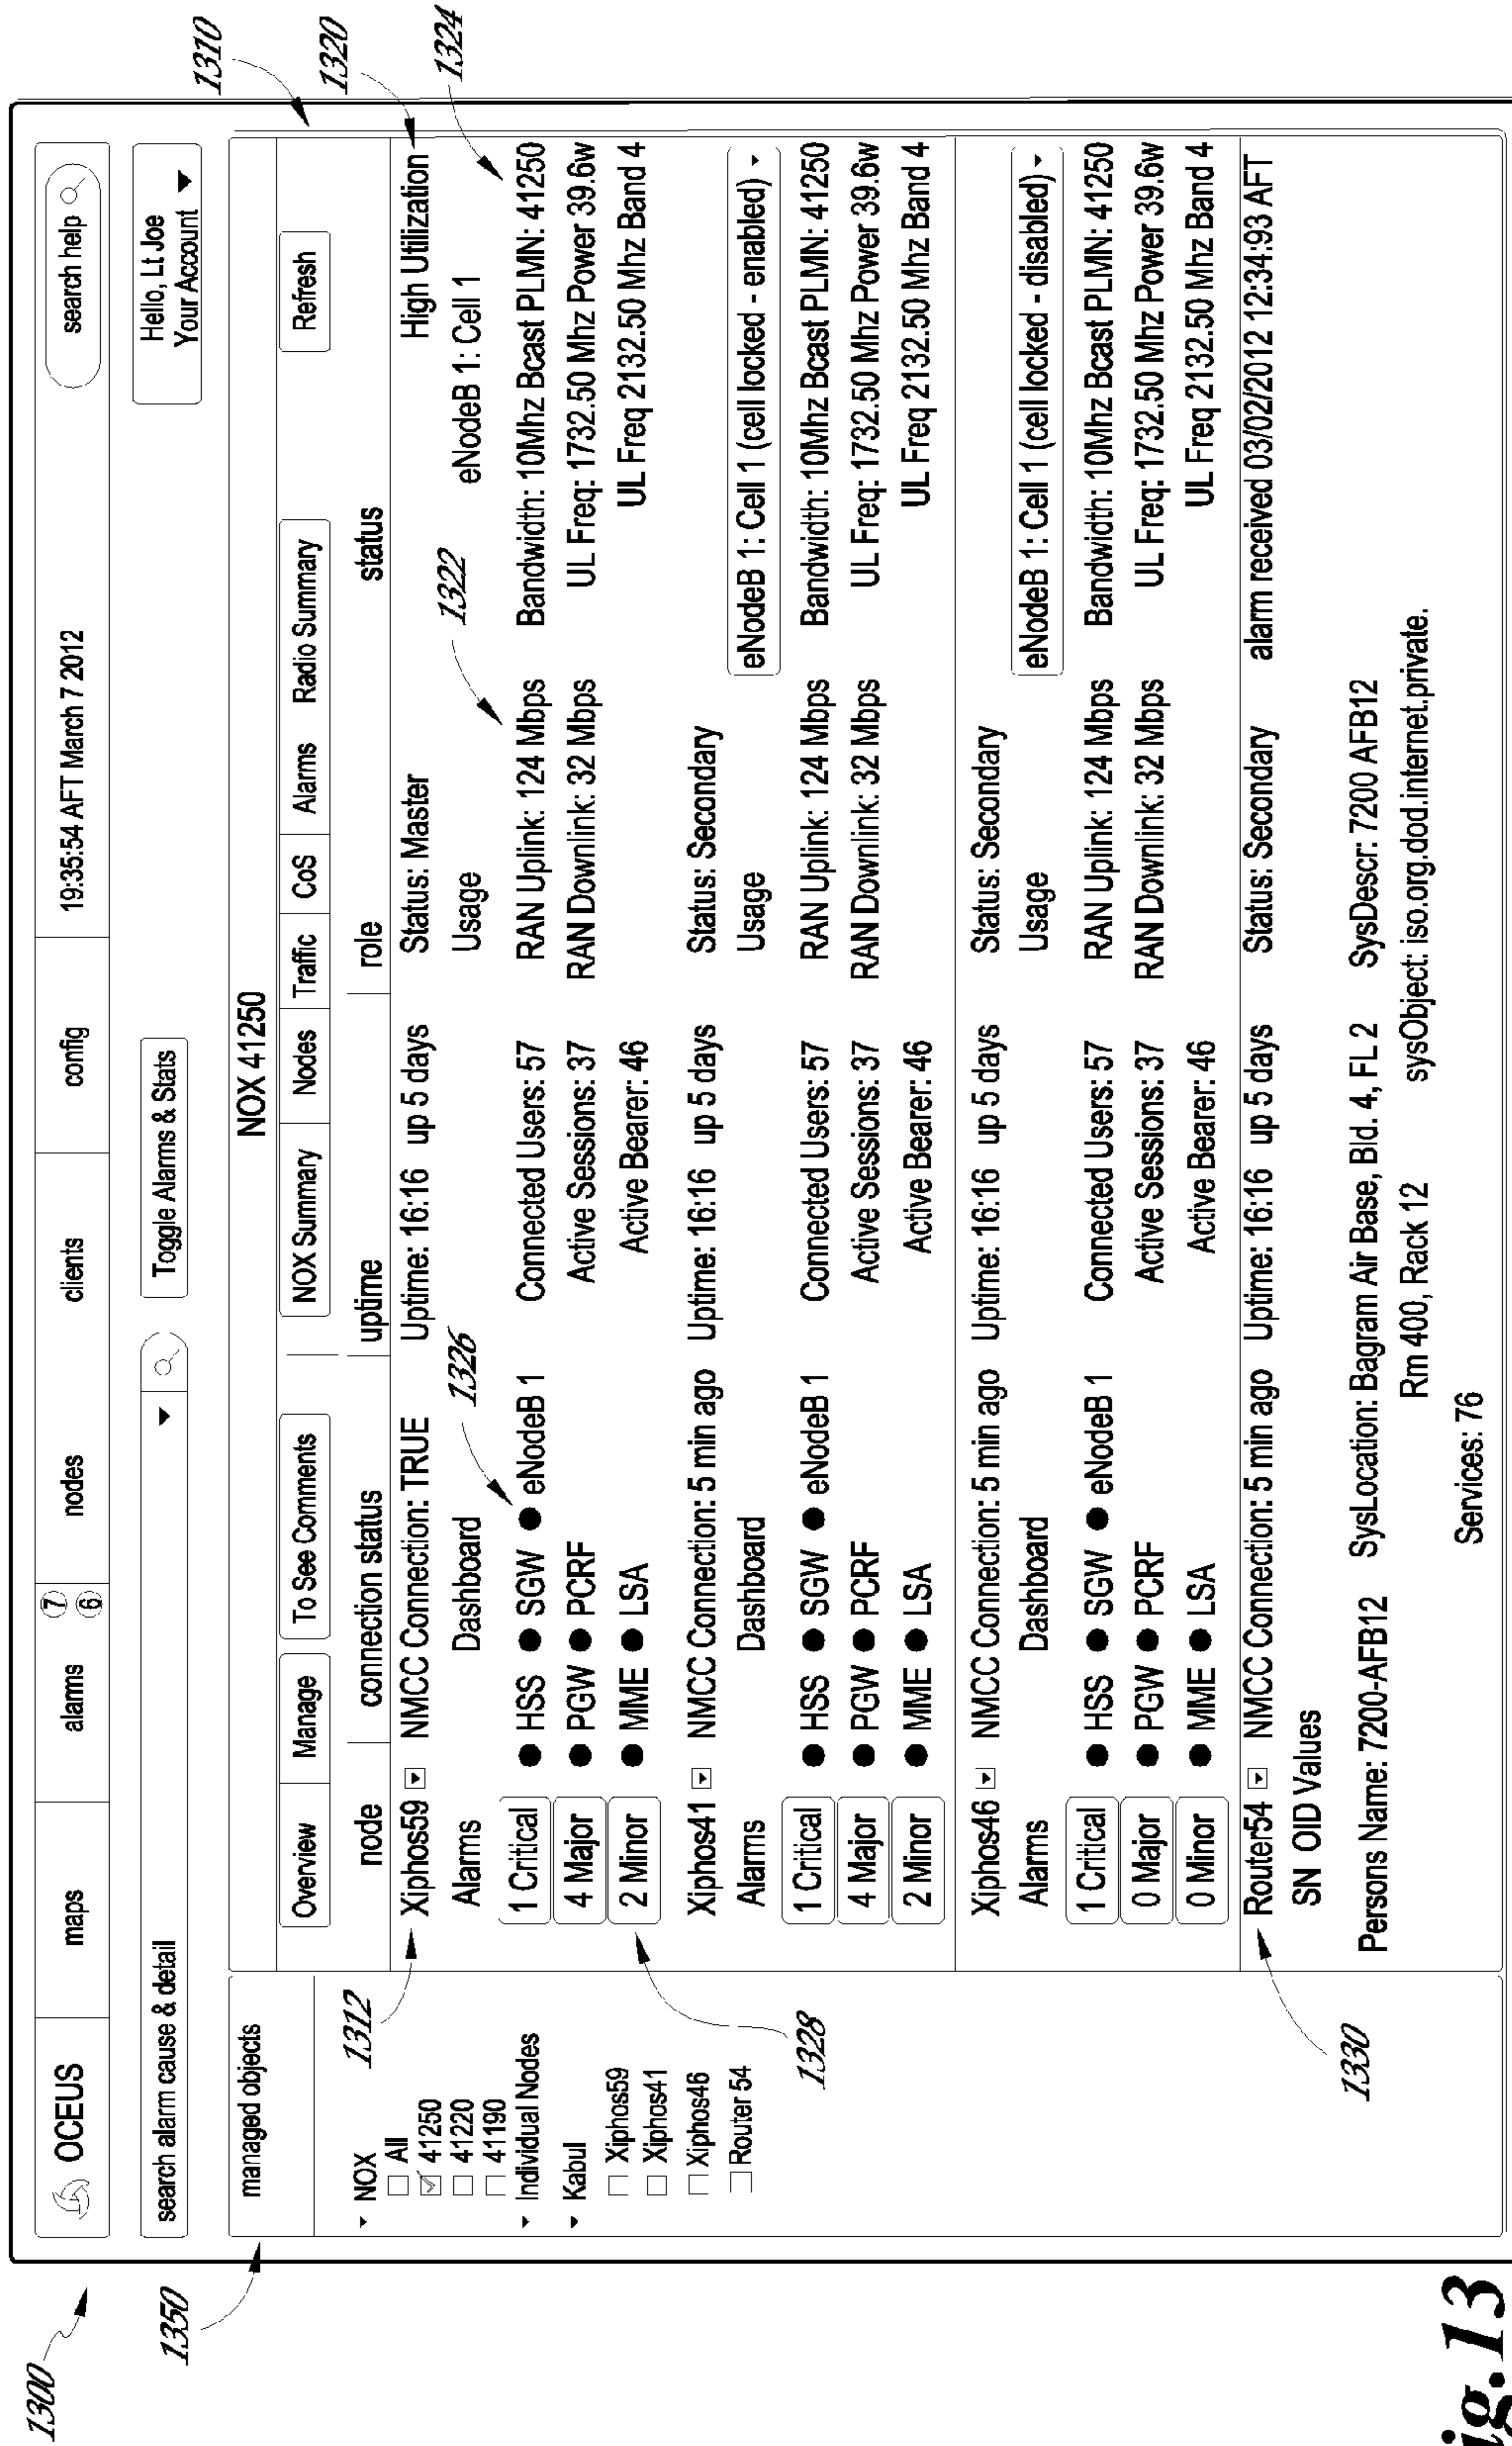 1300
OCEUS maps alarms 7 6 nodes clients config 19:35:54 AFT March 7 2012 search help
1350
search alarm cause & detail Toggle Alarms & Stats Hello, Lt Joe
Your Account
1310
managed objects
NOX 41250
Overview Manage To See Comments NOX Summary Nodes Traffic CoS Alarms Radio Summary Refresh
node connection status uptime role status
1320
1312
Xiphos59 NMCC Connection: TRUE Uptime: 16:16 up 5 days Status: Master High Utilization
1326
1322
1324
Alarms Dashboard Usage eNodeB 1: Cell 1
1 Critical HSS SGW eNodeB 1 Connected Users: 57 RAN Uplink: 124 Mbps Bandwidth: 10Mhz Bcast PLMN: 41250
4 Major PGW PCRF Active Sessions: 37 RAN Downlink: 32 Mbps UL Freq: 1732.50 Mhz Power 39.6w
2 Minor MME LSA Active Bearer: 46 UL Freq 2132.50 Mhz Band 4
1328
Xiphos41 NMCC Connection: 5 min ago Uptime: 16:16 up 5 days Status: Secondary
Alarms Dashboard Usage eNodeB 1: Cell 1 (cell locked - enabled)
1 Critical HSS SGW eNodeB 1 Connected Users: 57 RAN Uplink: 124 Mbps Bandwidth: 10Mhz Bcast PLMN: 41250
4 Major PGW PCRF Active Sessions: 37 RAN Downlink: 32 Mbps UL Freq: 1732.50 Mhz Power 39.6w
2 Minor MME LSA Active Bearer: 46 UL Freq 2132.50 Mhz Band 4
Xiphos46 NMCC Connection: 5 min ago Uptime: 16:16 up 5 days Status: Secondary
Alarms Dashboard Usage eNodeB 1: Cell 1 (cell locked - disabled)
1 Critical HSS SGW eNodeB 1 Connected Users: 57 RAN Uplink: 124 Mbps Bandwidth: 10Mhz Bcast PLMN: 41250
0 Major PGW PCRF Active Sessions: 37 RAN Downlink: 32 Mbps UL Freq: 1732.50 Mhz Power 39.6w
0 Minor MME LSA Active Bearer: 46 UL Freq 2132.50 Mhz Band 4
1330
Router54 NMCC Connection: 5 min ago Uptime: 16:16 up 5 days Status: Secondary alarm received 03/02/2012 12:34:93 AFT
SN OID Values
Persons Name: 7200-AFB12 SysLocation: Bagram Air Base, Bld. 4, FL 2 SysDescr: 7200 AFB12
Rm 400, Rack 12 sysObject: iso.org.dod.internet.private.
Services: 76
NOX
All
41250
41220
41190
Individual Nodes
Kabul
Xiphos59
Xiphos41
Xiphos46
Router 54
ig.13